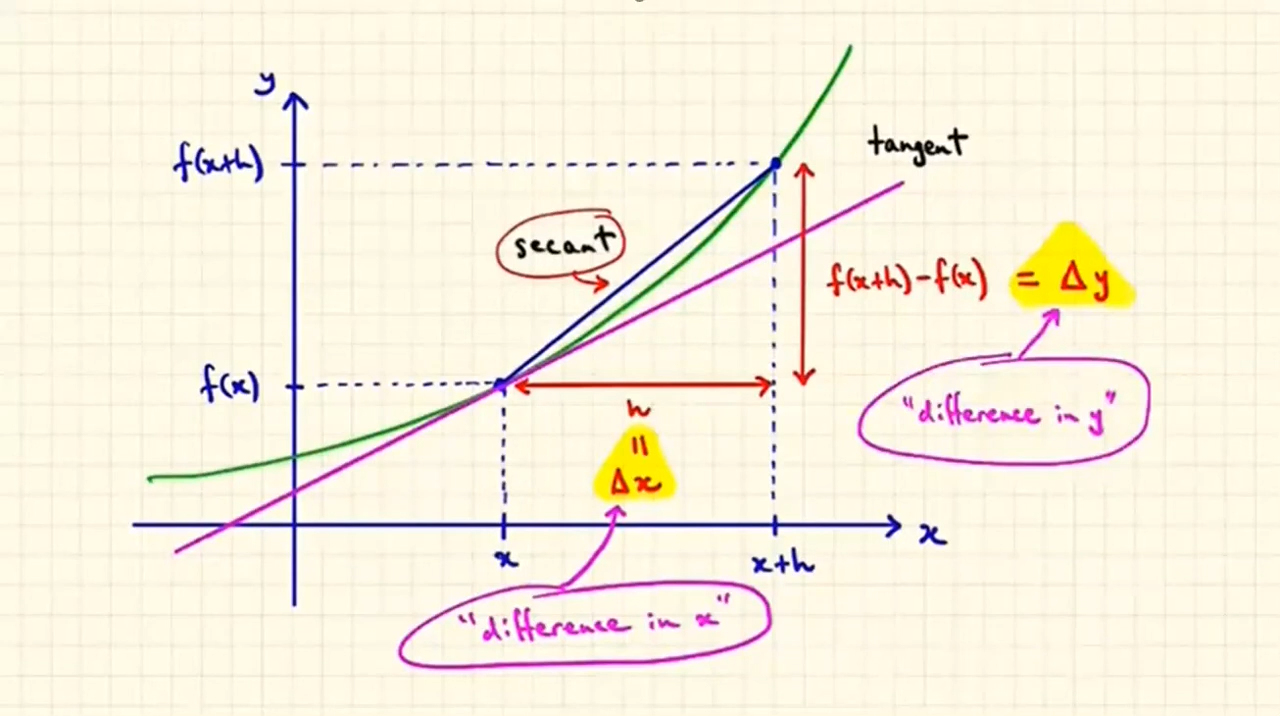 y
f(x+h)
tangent
secant
f(x+h)-f(x) = Δy
f(x)
"difference in y"
h
=
Δx
x
x
x+h
"difference in x"